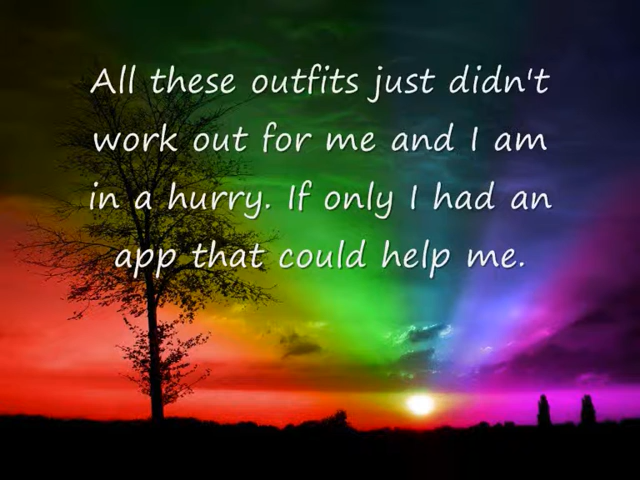 All these outfits just didn't
work out for me and I am
in a hurry. If only I had an
app that could help me.